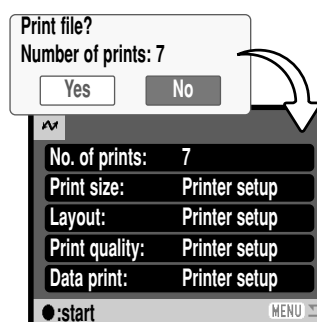 Print file?
Number of prints: 7
Yes No
No. of prints: 7
Print size: Printer setup
Layout: Printer setup
Print quality: Printer setup
Data print: Printer setup
●:start MENU